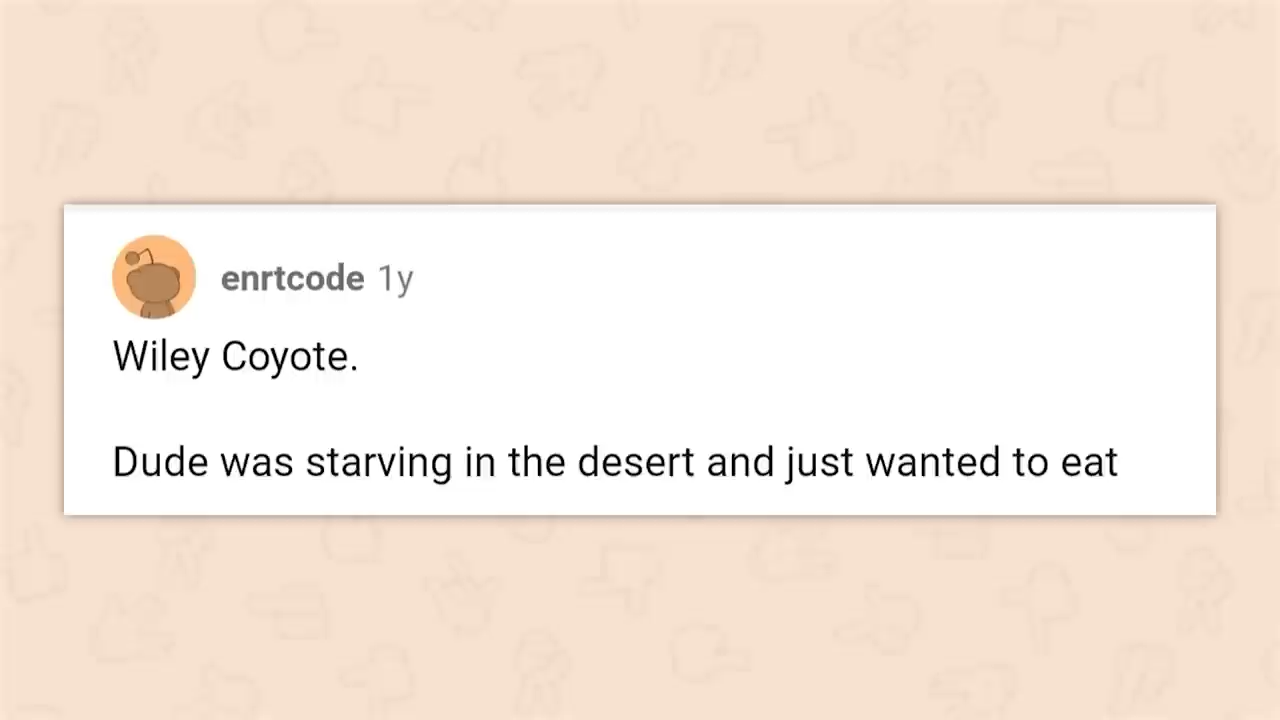 enrtcode 1y
Wiley Coyote.
Dude was starving in the desert and just wanted to eat